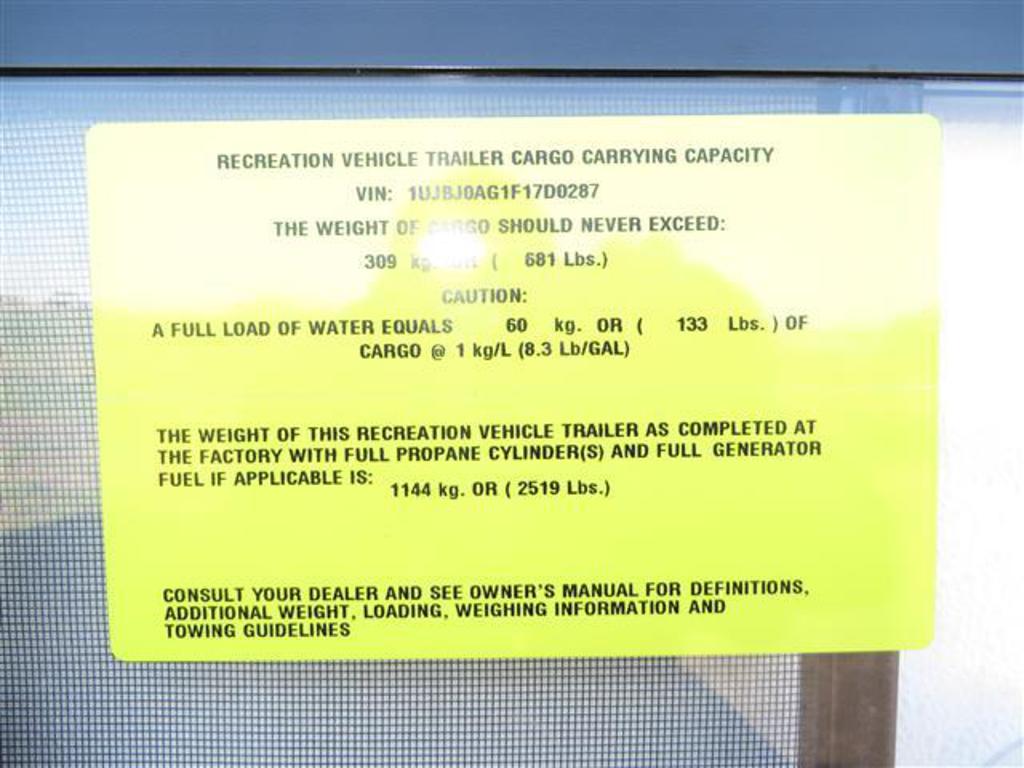 RECREATION VEHICLE TRAILER CARGO CARRYING CAPACITY
VIN: 1UJBJ0AG1F17D0287
THE WEIGHT OF CARGO SHOULD NEVER EXCEED:
309 kg. OR ( 681 Lbs.)
CAUTION:
A FULL LOAD OF WATER EQUALS 60 kg. OR ( 133 Lbs. ) OF
CARGO @ 1 kg/L (8.3 Lb/GAL)
THE WEIGHT OF THIS RECREATION VEHICLE TRAILER AS COMPLETED AT
THE FACTORY WITH FULL PROPANE CYLINDER(S) AND FULL GENERATOR
FUEL IF APPLICABLE IS: 1144 kg. OR ( 2519 Lbs.)
CONSULT YOUR DEALER AND SEE OWNER'S MANUAL FOR DEFINITIONS,
ADDITIONAL WEIGHT, LOADING, WEIGHING INFORMATION AND
TOWING GUIDELINES